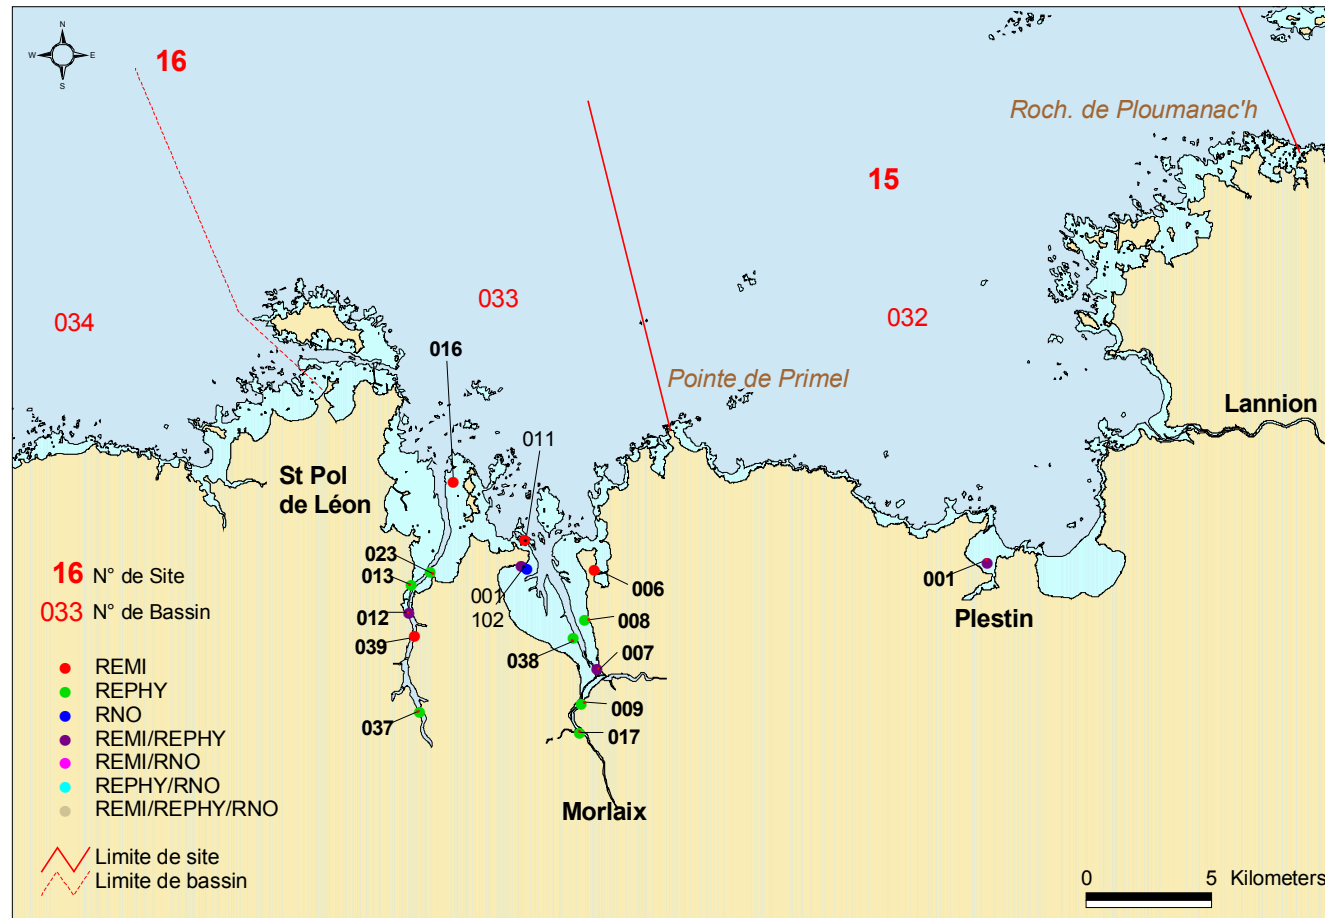 N
W E
S
16
Roch. de Ploumanac'h
15
033
032
034
016
Pointe de Primel
Lannion
011
St Pol
de Léon
023
013
001
102
006
001
012
008
Plestin
039
038
007
037
009
017
Morlaix
16 N° de Site
033 N° de Bassin
REMI
REPHY
RNO
REMI/REPHY
REMI/RNO
REPHY/RNO
REMI/REPHY/RNO
Limite de site
Limite de bassin
0 5 Kilometers